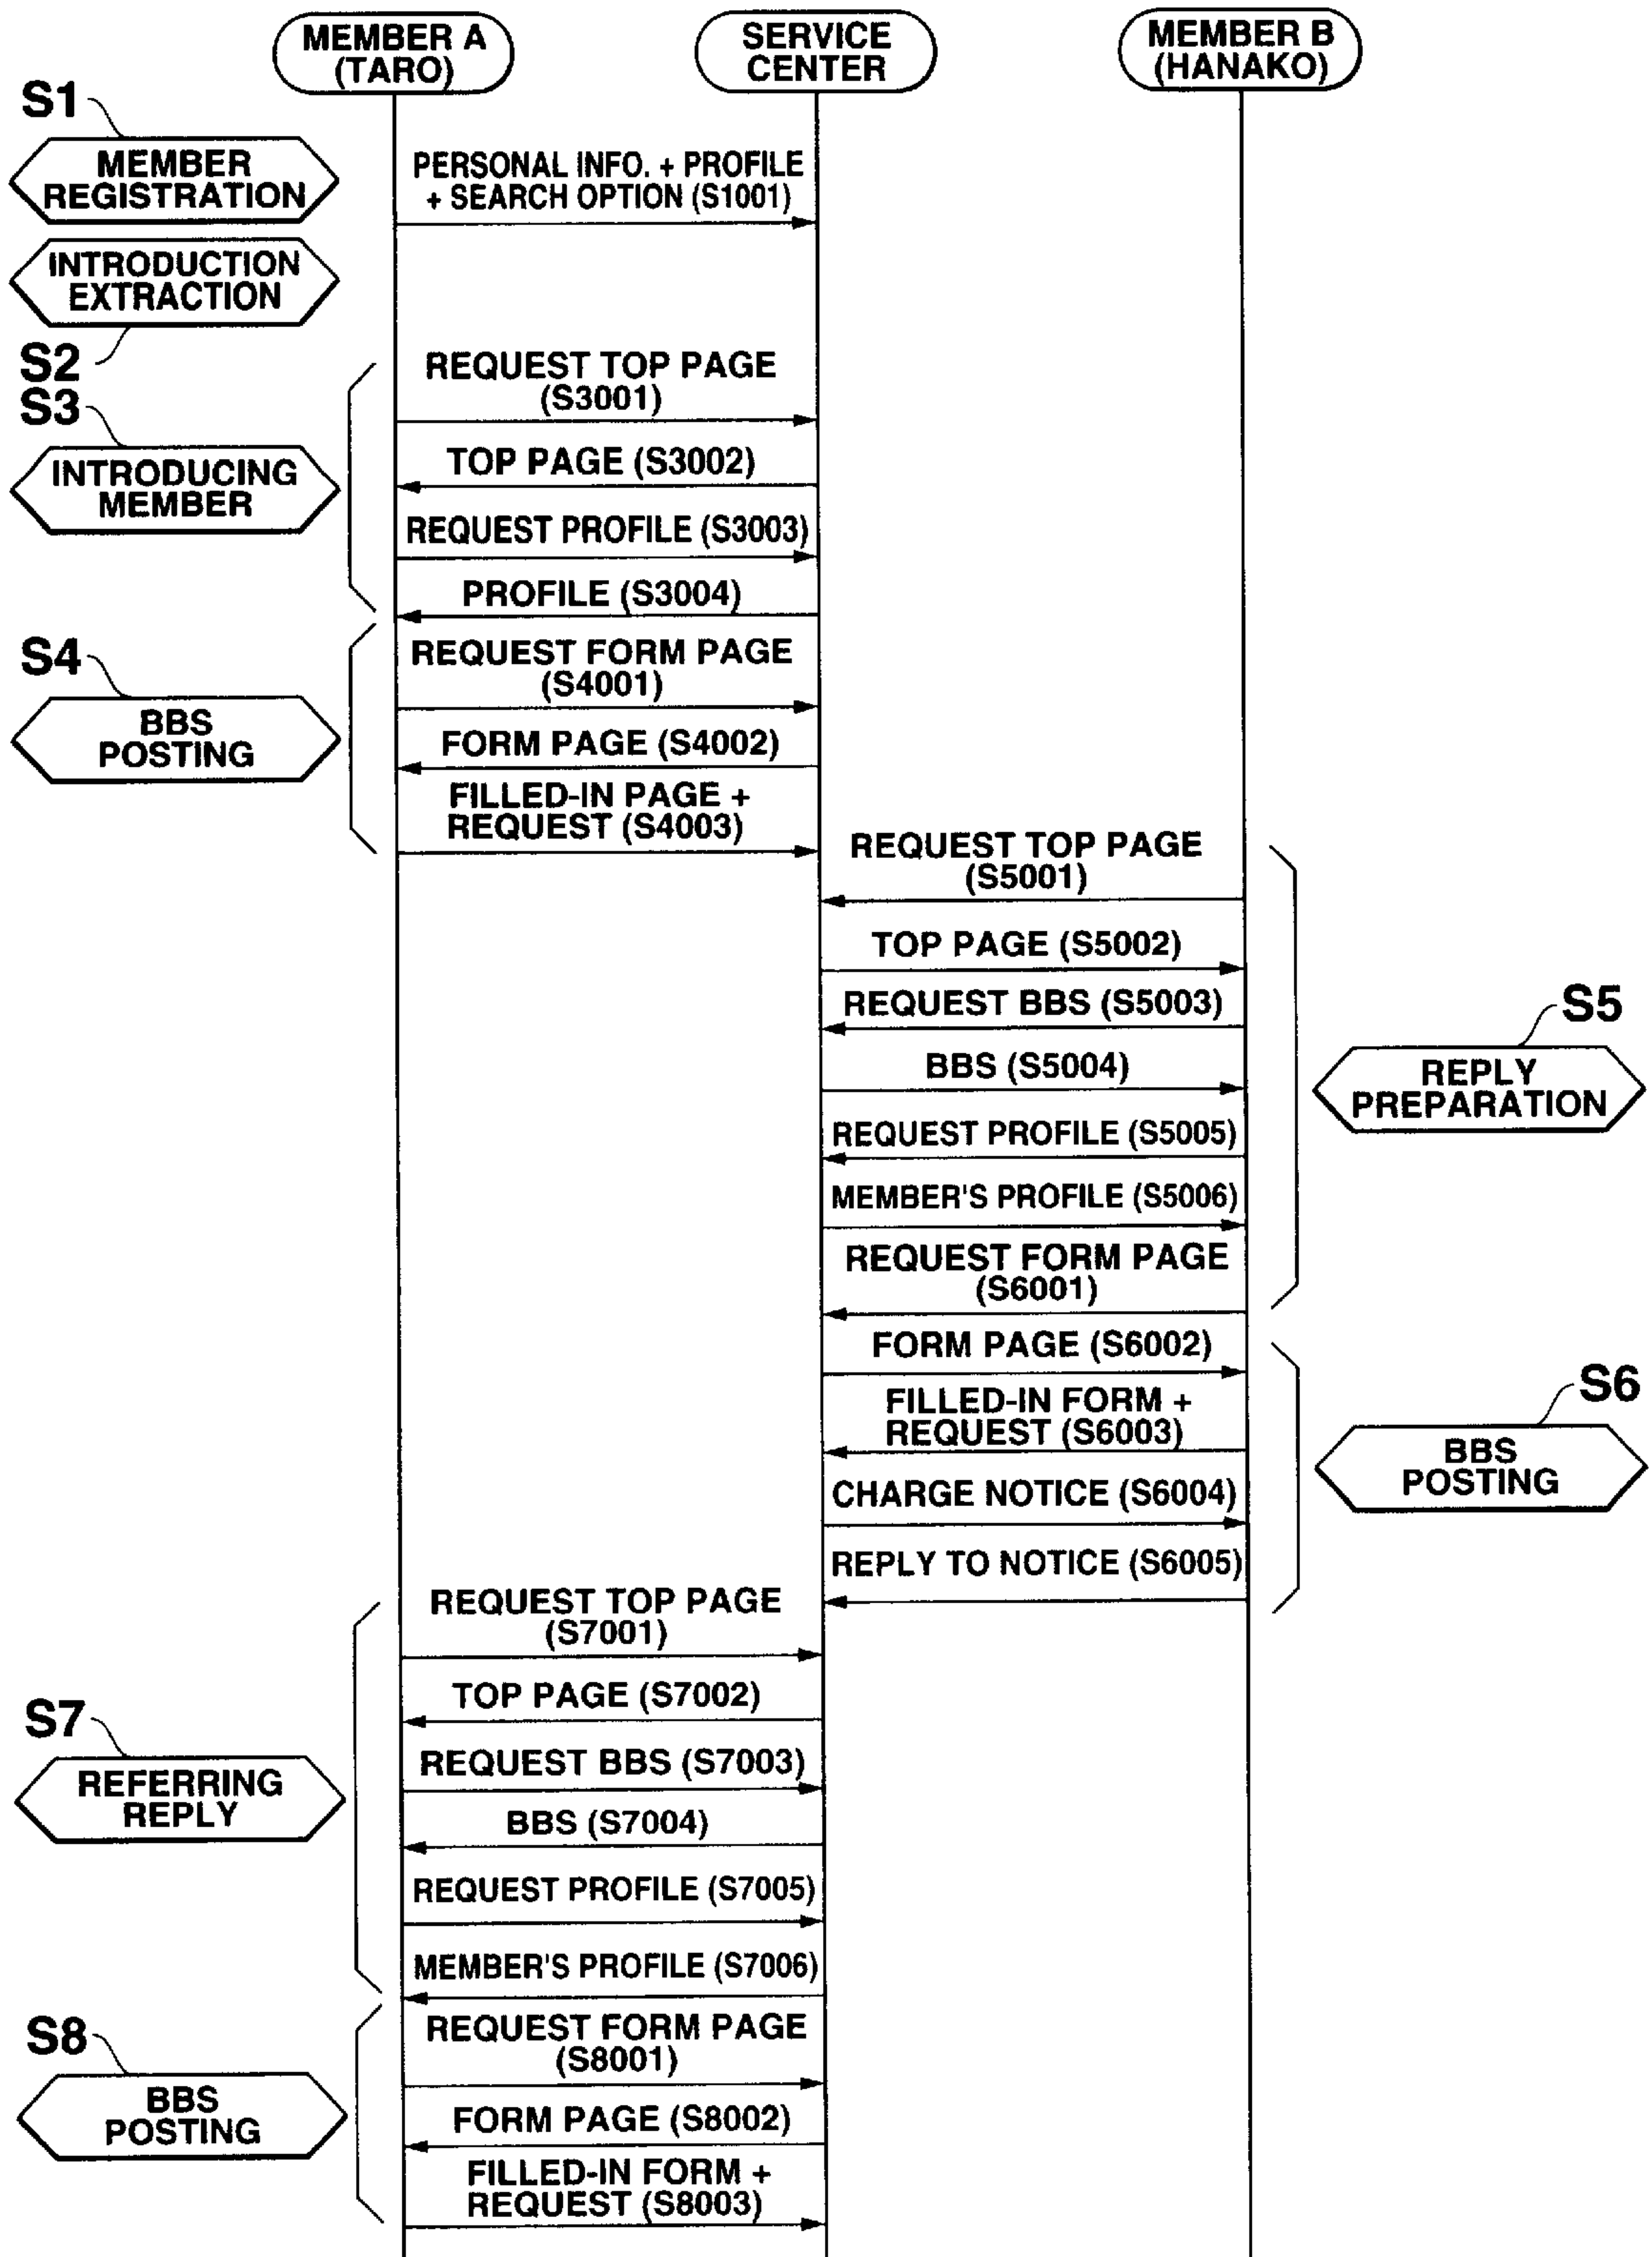 MEMBER A
(TARO)
SERVICE
CENTER
MEMBER B
(HANAKO)
S1
MEMBER
REGISTRATION
PERSONAL INFO. + PROFILE
+ SEARCH OPTION (S1001)
INTRODUCTION
EXTRACTION
S2
REQUEST TOP PAGE
(S3001)
S3
INTRODUCING
MEMBER
TOP PAGE (S3002)
REQUEST PROFILE (S3003)
PROFILE (S3004)
S4
BBS
POSTING
REQUEST FORM PAGE
(S4001)
FORM PAGE (S4002)
FILLED-IN PAGE +
REQUEST (S4003)
REQUEST TOP PAGE
(S5001)
TOP PAGE (S5002)
REQUEST BBS (S5003)
S5
REPLY
PREPARATION
BBS (S5004)
REQUEST PROFILE (S5005)
MEMBER'S PROFILE (S5006)
REQUEST FORM PAGE
(S6001)
FORM PAGE (S6002)
S6
BBS
POSTING
FILLED-IN FORM +
REQUEST (S6003)
CHARGE NOTICE (S6004)
REPLY TO NOTICE (S6005)
REQUEST TOP PAGE
(S7001)
S7
REFERRING
REPLY
TOP PAGE (S7002)
REQUEST BBS (S7003)
BBS (S7004)
REQUEST PROFILE (S7005)
MEMBER'S PROFILE (S7006)
S8
BBS
POSTING
REQUEST FORM PAGE
(S8001)
FORM PAGE (S8002)
FILLED-IN FORM +
REQUEST (S8003)